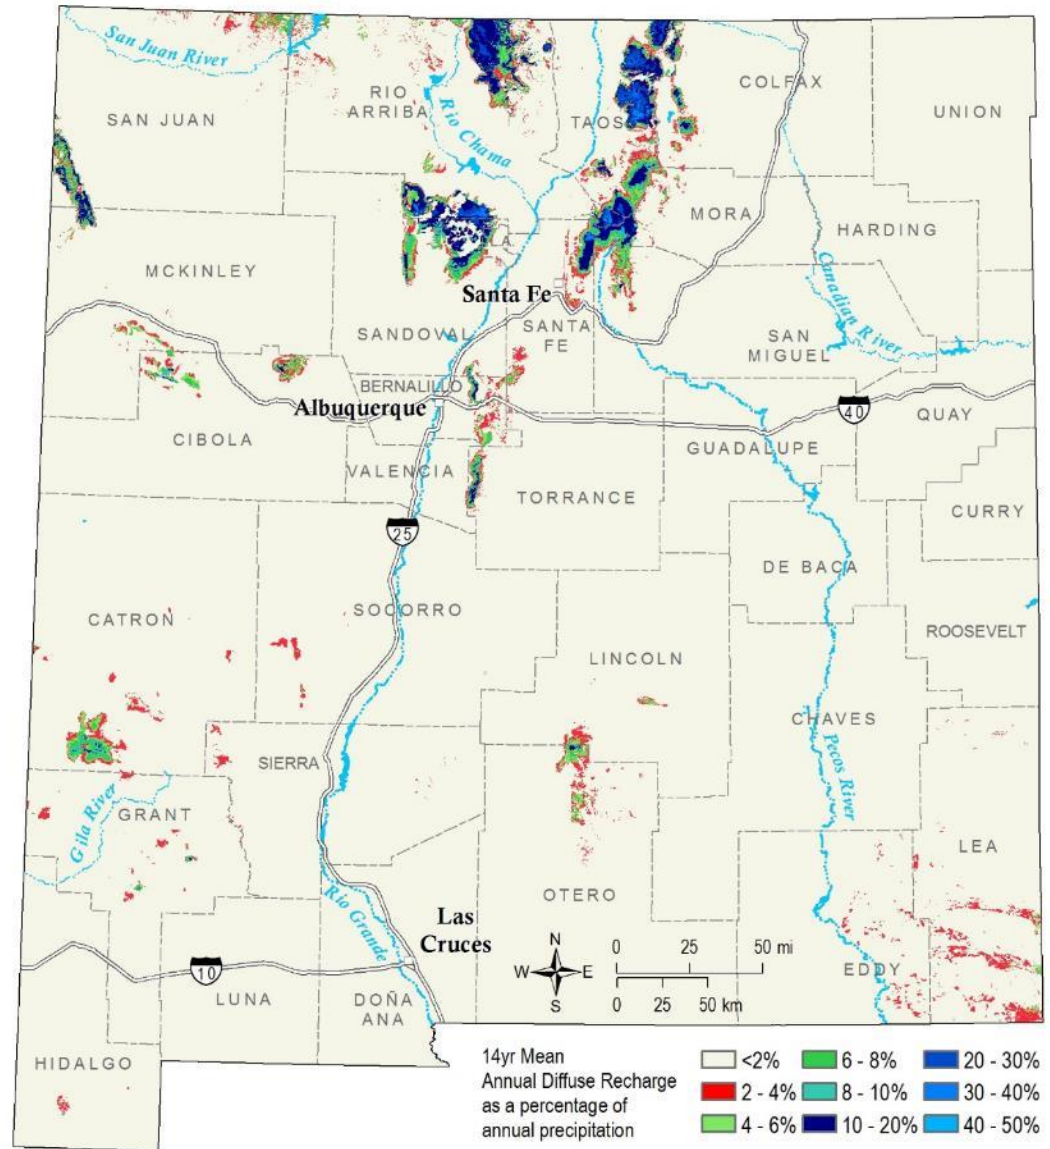 San Juan River
RIO
ARRIBA
COLFAX
SAN JUAN
TAOS
UNION
Rio Chama
MORA
HARDING
L.A.
MCKINLEY
Canadian River
Santa Fe
SANDOVAL
SANTA
FE
SAN
MIGUEL
BERNALILLO
Albuquerque
40
QUAY
CIBOLA
GUADALUPE
VALENCIA
TORRANCE
CURRY
25
DE BACA
CATRON
SOCORRO
ROOSEVELT
LINCOLN
CHAVES
SIERRA
Pecos River
GRANT
Gila River
LEA
OTERO
Rio Grande
Las
Cruces
N
W E
S
0 25 50 mi
0 25 50 km
10
EDDY
LUNA
DOÑA
ANA
HIDALGO
14yr Mean
Annual Diffuse Recharge
as a percentage of
annual precipitation
<2%
2 - 4%
4 - 6%
6 - 8%
8 - 10%
10 - 20%
20 - 30%
30 - 40%
40 - 50%